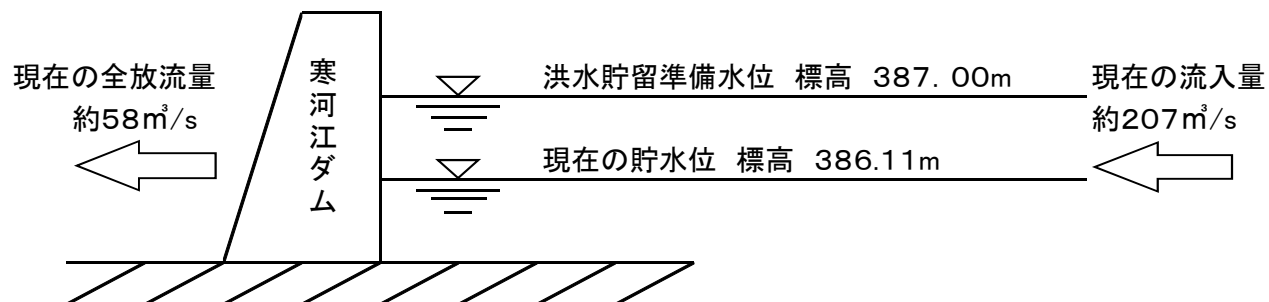 現在の全放流量
約58㎥/s
寒河江ダム
洪水貯留準備水位 標高 387.00m
現在の貯水位 標高 386.11m
現在の流入量
約207㎥/s